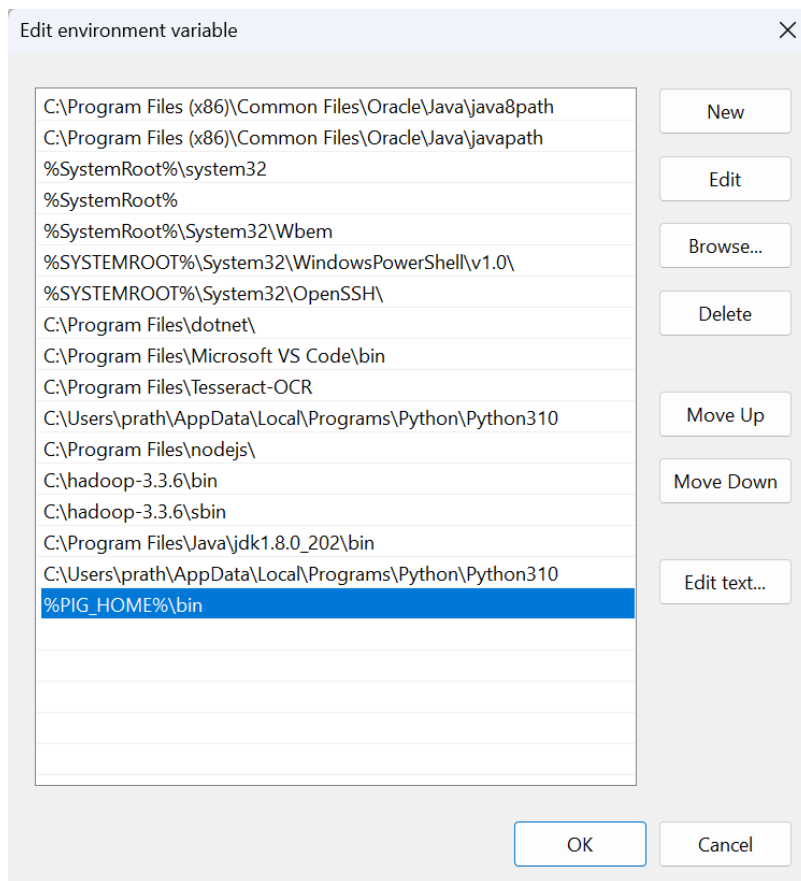 Edit environment variable
C:\Program Files (x86)\Common Files\Oracle\Java\java8path
C:\Program Files (x86)\Common Files\Oracle\Java\javapath
%SystemRoot%\system32
%SystemRoot%
%SystemRoot%\System32\Wbem
%SYSTEMROOT%\System32\WindowsPowerShell\v1.0\
%SYSTEMROOT%\System32\OpenSSH\
C:\Program Files\dotnet\
C:\Program Files\Microsoft VS Code\bin
C:\Program Files\Tesseract-OCR
C:\Users\prath\AppData\Local\Programs\Python\Python310
C:\Program Files\nodejs\
C:\hadoop-3.3.6\bin
C:\hadoop-3.3.6\sbin
C:\Program Files\Java\jdk1.8.0_202\bin
C:\Users\prath\AppData\Local\Programs\Python\Python310
%PIG_HOME%\bin
New
Edit
Browse...
Delete
Move Up
Move Down
Edit text...
OK
Cancel